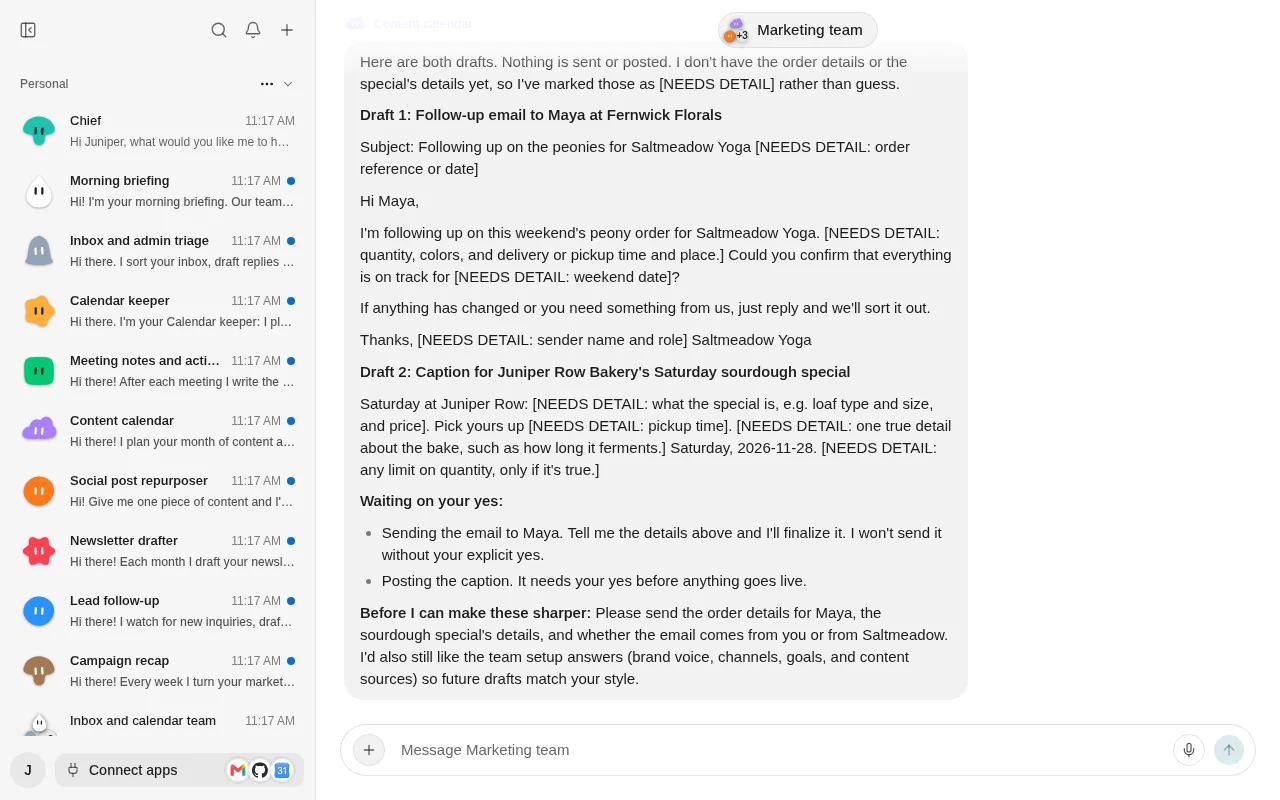 Personal
Chief
11:17 AM
Hi Juniper, what would you like me to h…
Morning briefing
11:17 AM
Hi! I'm your morning briefing. Our team…
Inbox and admin triage
11:17 AM
Hi there. I sort your inbox, draft replies …
Calendar keeper
11:17 AM
Hi there. I'm your Calendar keeper: I pl…
Meeting notes and acti…
11:17 AM
Hi there! After each meeting I write the …
Content calendar
11:17 AM
Hi there! I plan your month of content a…
Social post repurposer
11:17 AM
Hi! Give me one piece of content and I'…
Newsletter drafter
11:17 AM
Hi there! Each month I draft your newsl…
Lead follow-up
11:17 AM
Hi there! I watch for new inquiries, draf…
Campaign recap
11:17 AM
Hi there! Every week I turn your market…
Inbox and calendar team
11:17 AM
J
Connect apps
31
Content calendar
+3
Marketing team
Here are both drafts. Nothing is sent or posted. I don't have the order details or the
special's details yet, so I've marked those as [NEEDS DETAIL] rather than guess.
Draft 1: Follow-up email to Maya at Fernwick Florals
Subject: Following up on the peonies for Saltmeadow Yoga [NEEDS DETAIL: order
reference or date]
Hi Maya,
I'm following up on this weekend's peony order for Saltmeadow Yoga. [NEEDS DETAIL:
quantity, colors, and delivery or pickup time and place.] Could you confirm that everything
is on track for [NEEDS DETAIL: weekend date]?
If anything has changed or you need something from us, just reply and we'll sort it out.
Thanks, [NEEDS DETAIL: sender name and role] Saltmeadow Yoga
Draft 2: Caption for Juniper Row Bakery's Saturday sourdough special
Saturday at Juniper Row: [NEEDS DETAIL: what the special is, e.g. loaf type and size,
and price]. Pick yours up [NEEDS DETAIL: pickup time]. [NEEDS DETAIL: one true detail
about the bake, such as how long it ferments.] Saturday, 2026-11-28. [NEEDS DETAIL:
any limit on quantity, only if it's true.]
Waiting on your yes:
Sending the email to Maya. Tell me the details above and I'll finalize it. I won't send it
without your explicit yes.
Posting the caption. It needs your yes before anything goes live.
Before I can make these sharper: Please send the order details for Maya, the
sourdough special's details, and whether the email comes from you or from Saltmeadow.
I'd also still like the team setup answers (brand voice, channels, goals, and content
sources) so future drafts match your style.
Message Marketing team